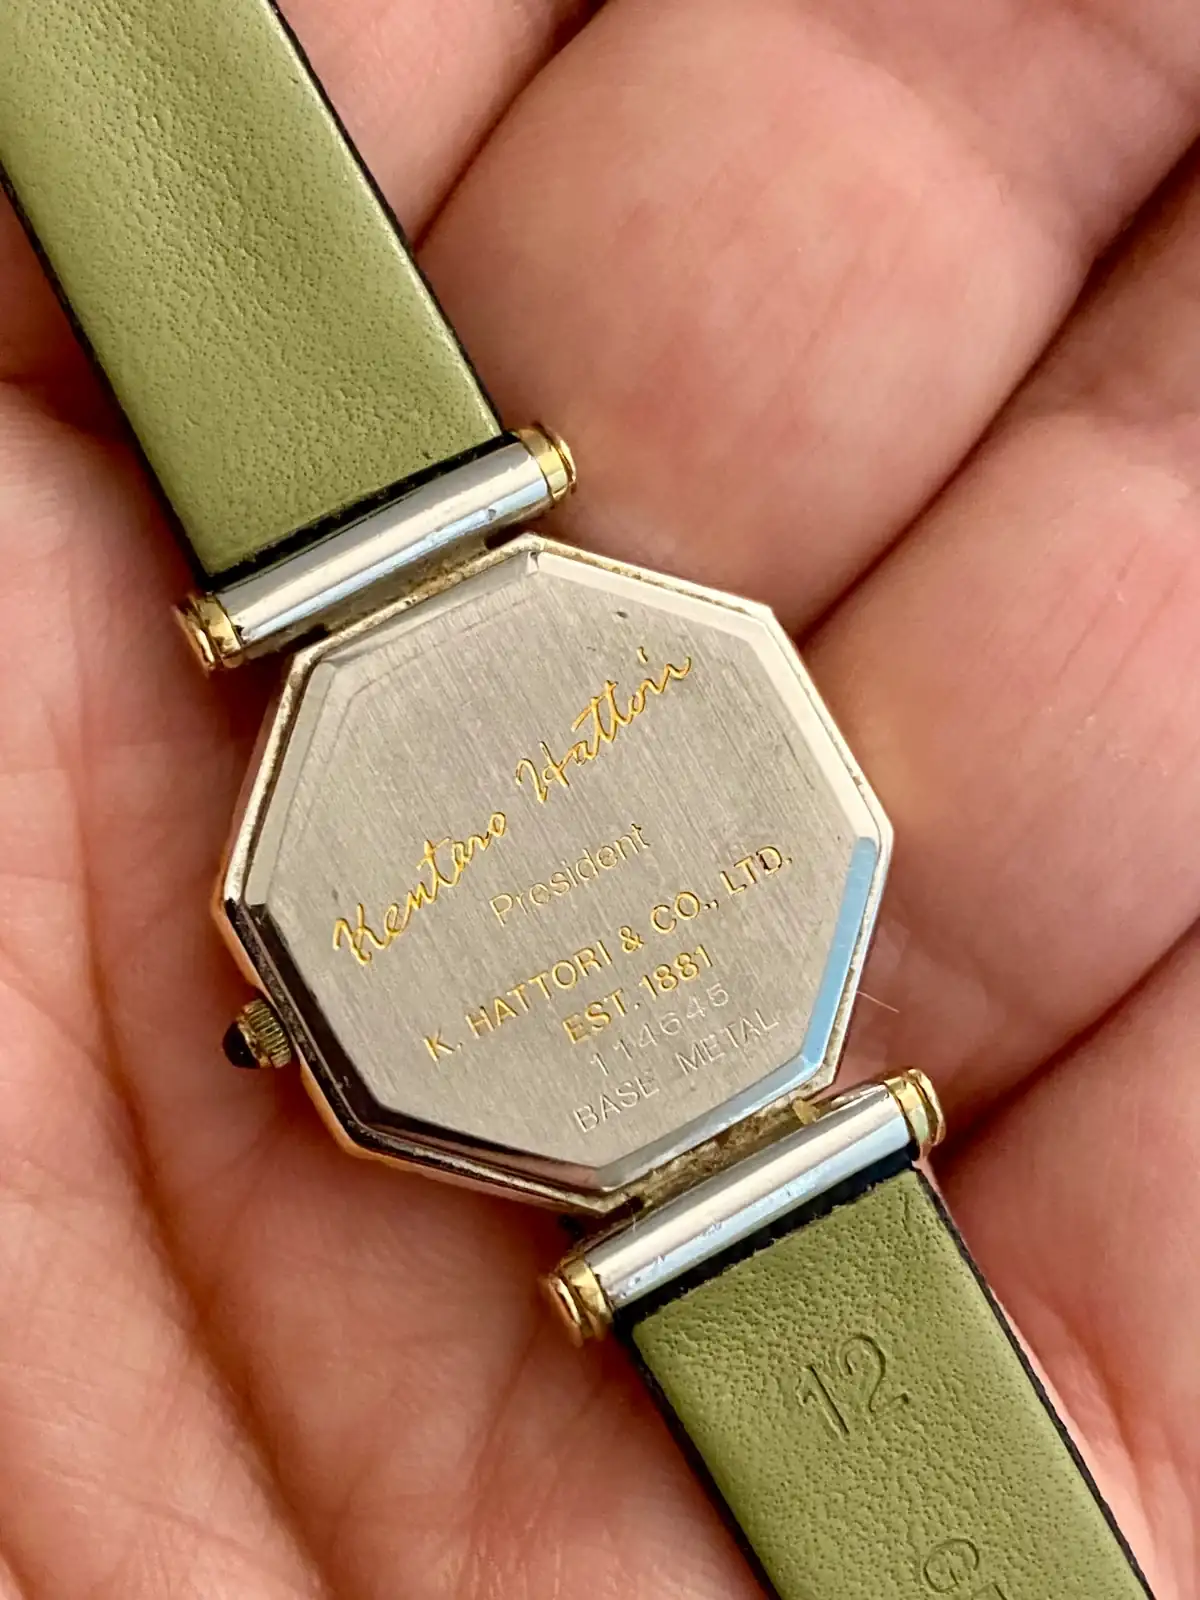 Kentaro Hattori
President
K. HATTORI & CO., LTD.
EST. 1881
114645
BASE METAL
12